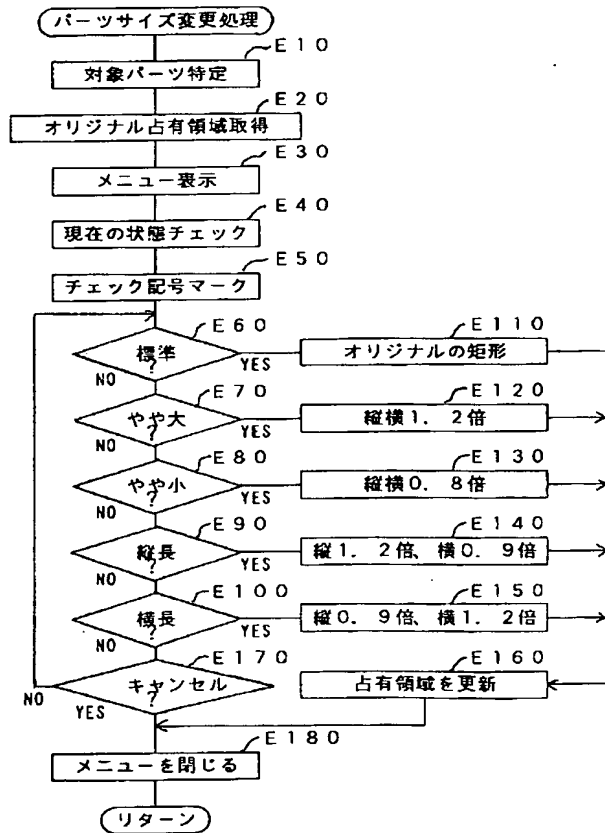 パーツサイズ変更処理
E10
対象パーツ特定
E20
オリジナル占有領域取得
E30
メニュー表示
E40
現在の状態チェック
E50
チェック記号マーク
E60
標準
?
NO
YES
E110
オリジナルの矩形
E70
やや大
?
NO
YES
E120
縦横1.2倍
E80
やや小
?
NO
YES
E130
縦横0.8倍
E90
縦長
?
NO
YES
E140
縦1.2倍、横0.9倍
E100
横長
?
NO
YES
E150
縦0.9倍、横1.2倍
E170
キャンセル
?
NO
YES
E160
占有領域を更新
E180
メニューを閉じる
リターン